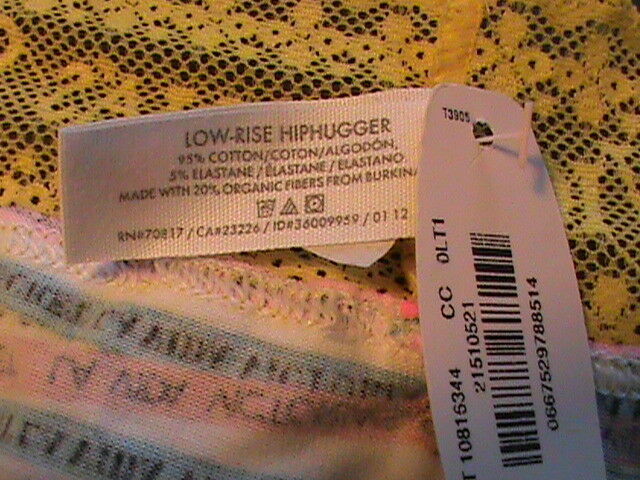 LOW-RISE HIPHUGGER
95% COTTON/COTON/ALGODÓN,
5% ELASTANE / ÉLASTANE / ELASTANO
MADE WITH 20% ORGANIC FIBERS FROM BURKINA
RN#70817 / CA#23226 / ID#36009959 / 01 12
T3905
CC 0LT1
T 10816344
21510521
0667529788514